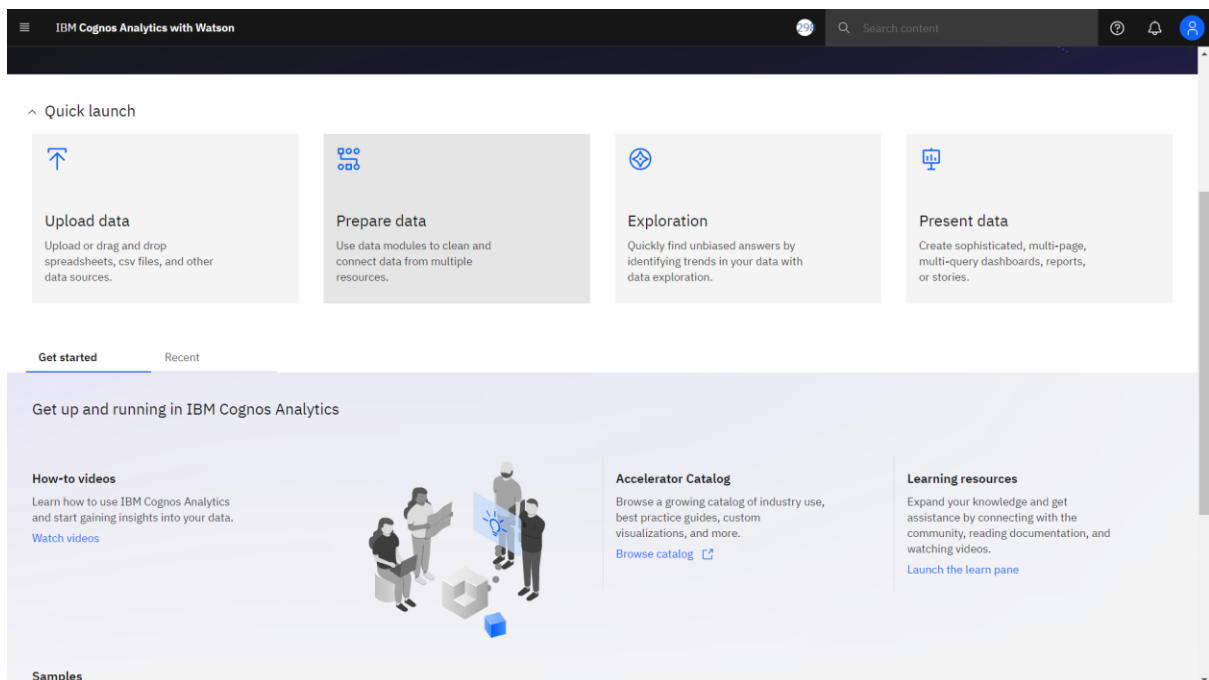 IBM Cognos Analytics with Watson
Search content
Quick launch
Upload data
Upload or drag and drop
spreadsheets, csv files, and other
data sources.
Prepare data
Use data modules to clean and
connect data from multiple
resources.
Exploration
Quickly find unbiased answers by
identifying trends in your data with
data exploration.
Present data
Create sophisticated, multi-page,
multi-query dashboards, reports,
or stories.
Get started
Recent
Get up and running in IBM Cognos Analytics
How-to videos
Learn how to use IBM Cognos Analytics
and start gaining insights into your data.
Watch videos
Accelerator Catalog
Browse a growing catalog of industry use,
best practice guides, custom
visualizations, and more.
Browse catalog
Learning resources
Expand your knowledge and get
assistance by connecting with the
community, reading documentation, and
watching videos.
Launch the learn pane
Samples